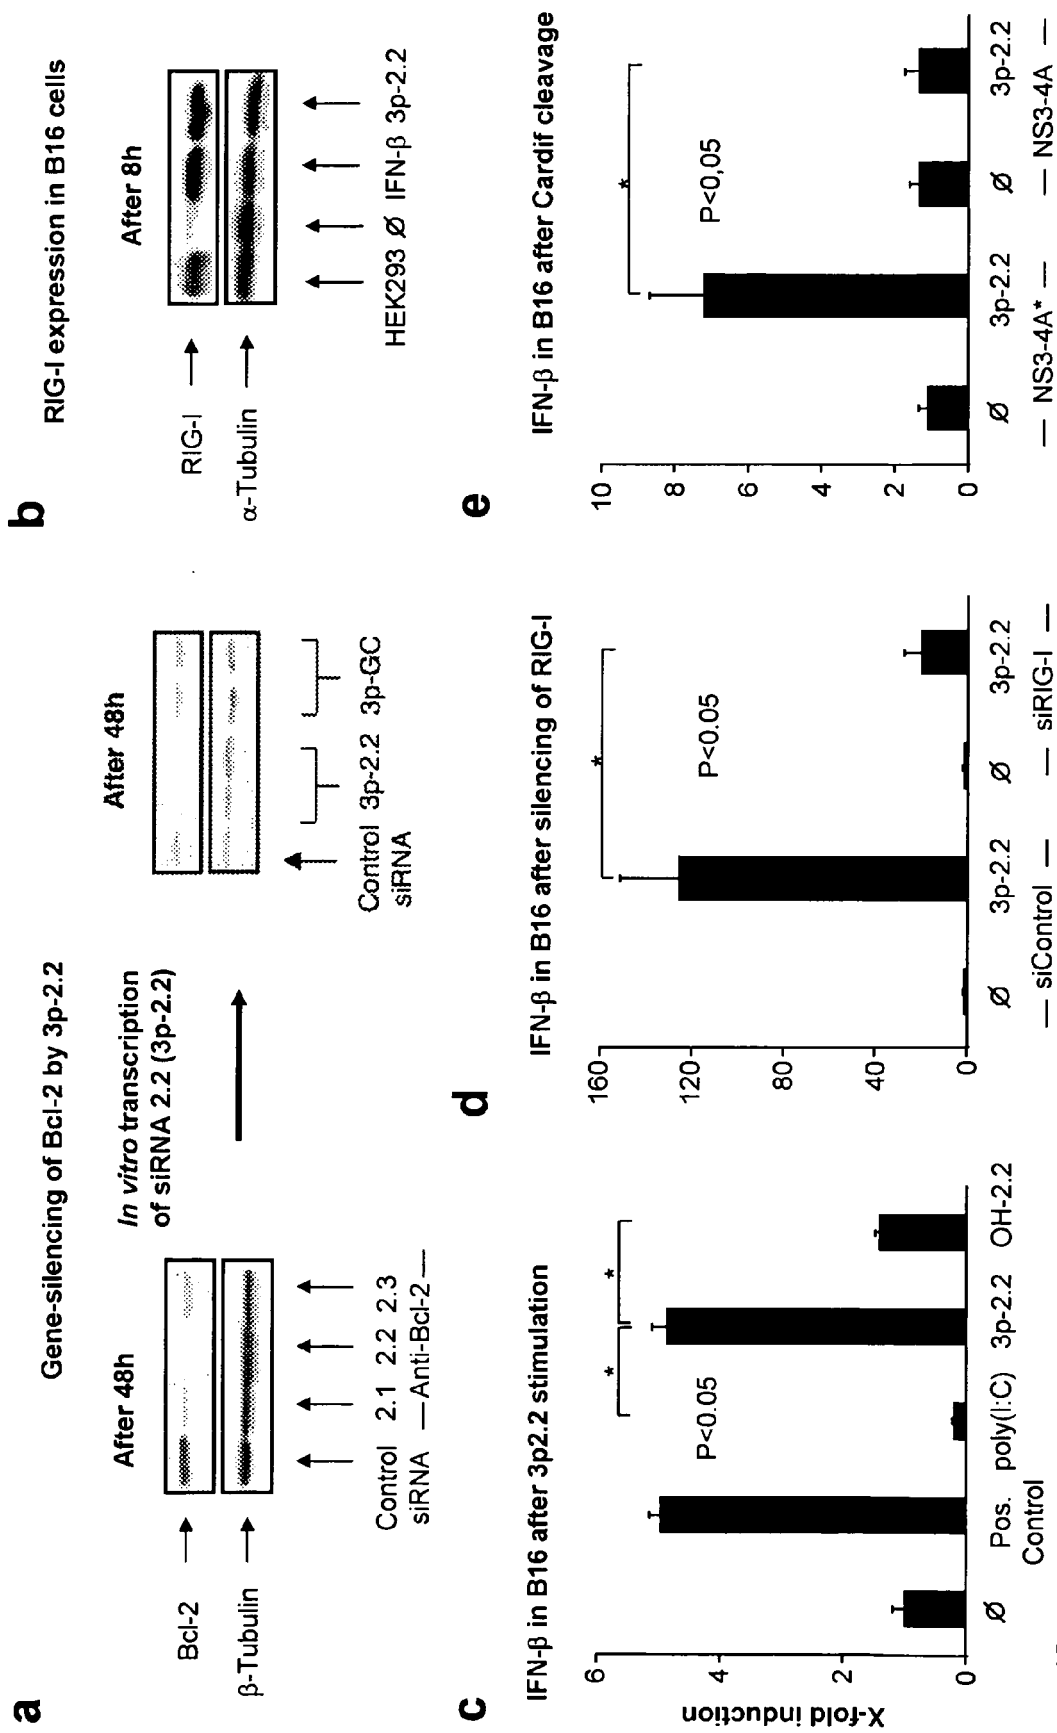 a
Gene-silencing of Bcl-2 by 3p-2.2
After 48h
In vitro transcription
of siRNA 2.2 (3p-2.2)
After 48h
Bcl-2
β-Tubulin
Control 2.1 2.2 2.3
siRNA — Anti-Bcl-2 —
Control 3p-2.2 3p-GC
siRNA
b
RIG-I expression in B16 cells
After 8h
RIG-I
α-Tubulin
HEK293 Ø IFN-β 3p-2.2
c
IFN-β in B16 after 3p2.2 stimulation
X-fold induction
6
4
2
0
P<0.05
*
*
Ø Pos. poly(I:C) 3p-2.2 OH-2.2
Control
d
IFN-β in B16 after silencing of RIG-I
160
120
80
40
0
*
P<0.05
Ø 3p-2.2 Ø 3p-2.2
— siControl — — siRIG-I —
e
IFN-β in B16 after Cardif cleavage
10
8
6
4
2
0
*
P<0,05
Ø 3p-2.2 Ø 3p-2.2
— NS3-4A* — — NS3-4A —